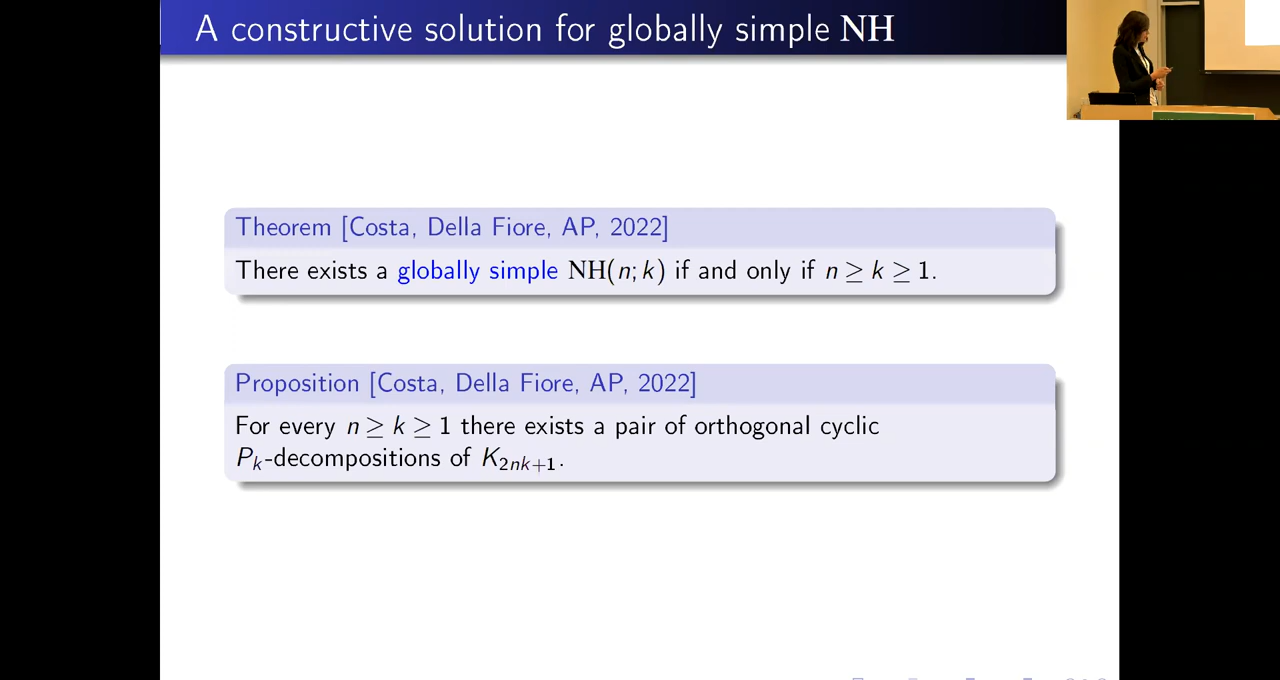 A constructive solution for globally simple NH
Theorem [Costa, Della Fiore, AP, 2022]
There exists a globally simple NH(n; k) if and only if n ≥ k ≥ 1.
Proposition [Costa, Della Fiore, AP, 2022]
For every n ≥ k ≥ 1 there exists a pair of orthogonal cyclic
Pₖ-decompositions of K₂ₙₖ₊₁.